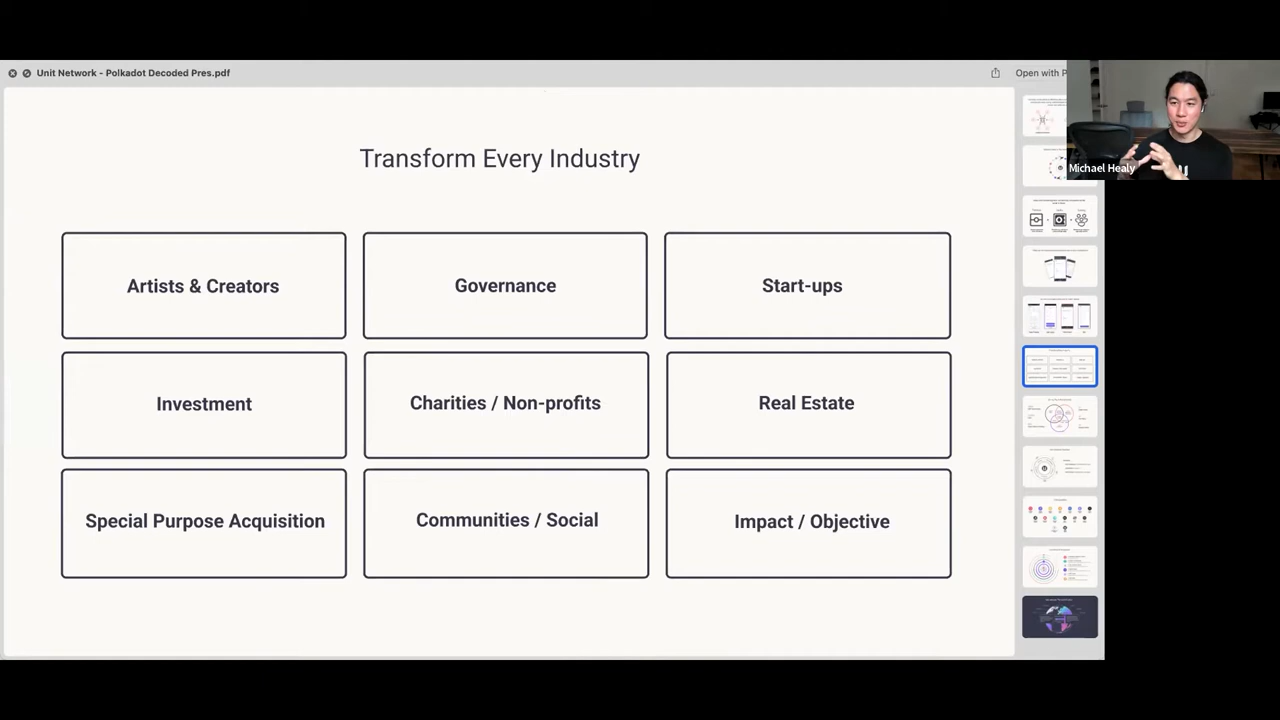 Unit Network - Polkadot Decoded Pres.pdf
Open with P
Michael Healy
Transform Every Industry
Artists & Creators
Governance
Start-ups
Investment
Charities / Non-profits
Real Estate
Special Purpose Acquisition
Communities / Social
Impact / Objective